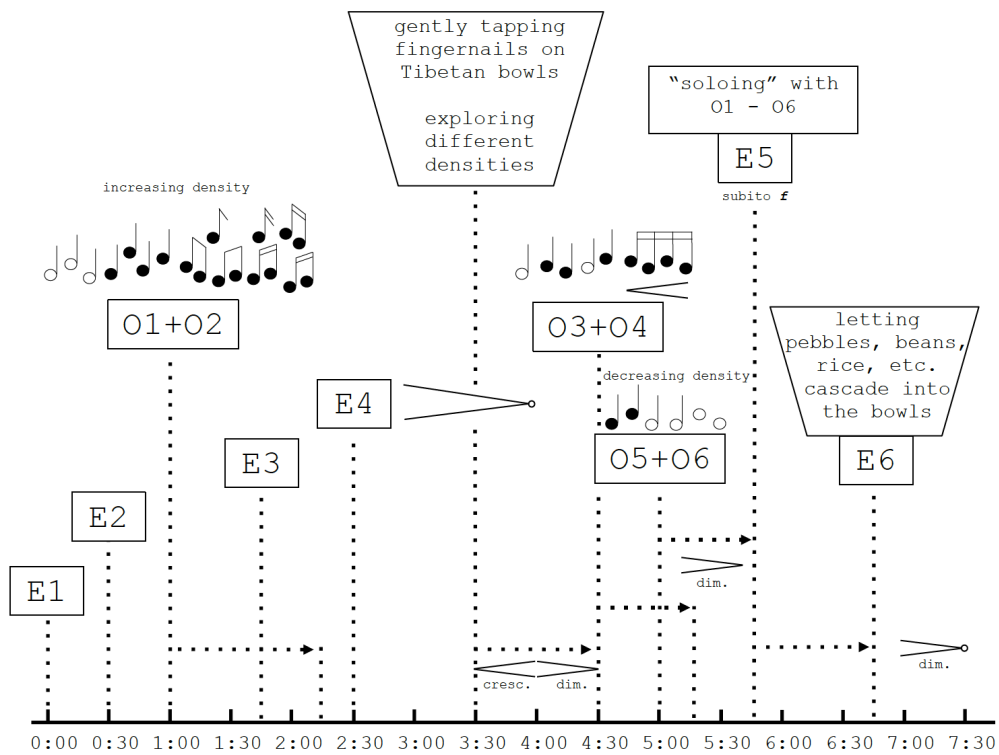 gently tapping
fingernails on
Tibetan bowls
exploring
different
densities
“soloing” with
O1 - O6
E5
subito f
increasing density
O1+O2
O3+O4
letting
pebbles, beans,
rice, etc.
cascade into
the bowls
E6
decreasing density
O5+O6
E4
E3
E2
E1
dim.
cresc. dim.
dim.
0:00 0:30 1:00 1:30 2:00 2:30 3:00 3:30 4:00 4:30 5:00 5:30 6:00 6:30 7:00 7:30